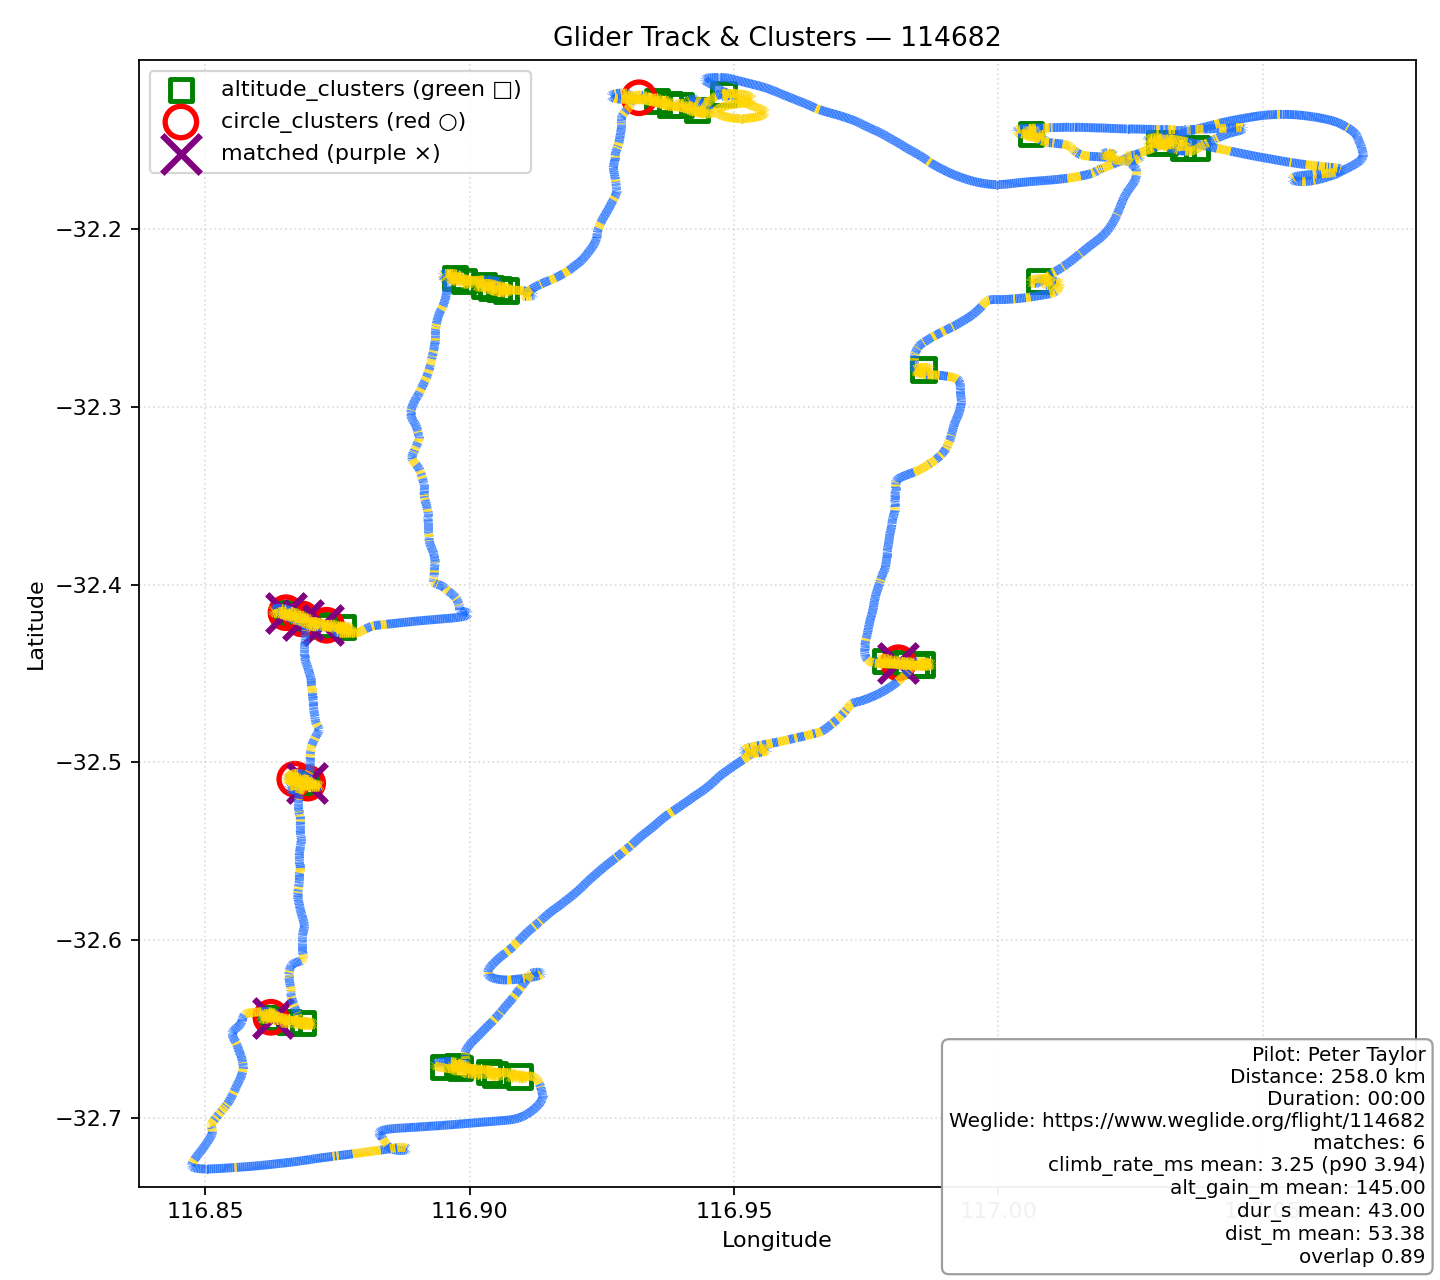 Glider Track & Clusters — 114682
altitude_clusters (green □)
circle_clusters (red ○)
matched (purple ×)
Latitude
−32.2
−32.3
−32.4
−32.5
−32.6
−32.7
116.85
116.90
116.95
117.00
Longitude
Pilot: Peter Taylor
Distance: 258.0 km
Duration: 00:00
Weglide: https://www.weglide.org/flight/114682
matches: 6
climb_rate_ms mean: 3.25 (p90 3.94)
alt_gain_m mean: 145.00
dur_s mean: 43.00
dist_m mean: 53.38
overlap 0.89